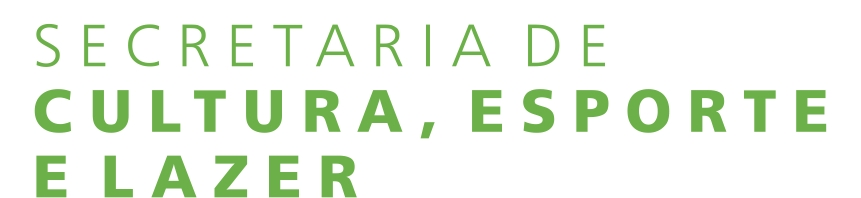 SECRETARIA DE
CULTURA, ESPORTE
E LAZER